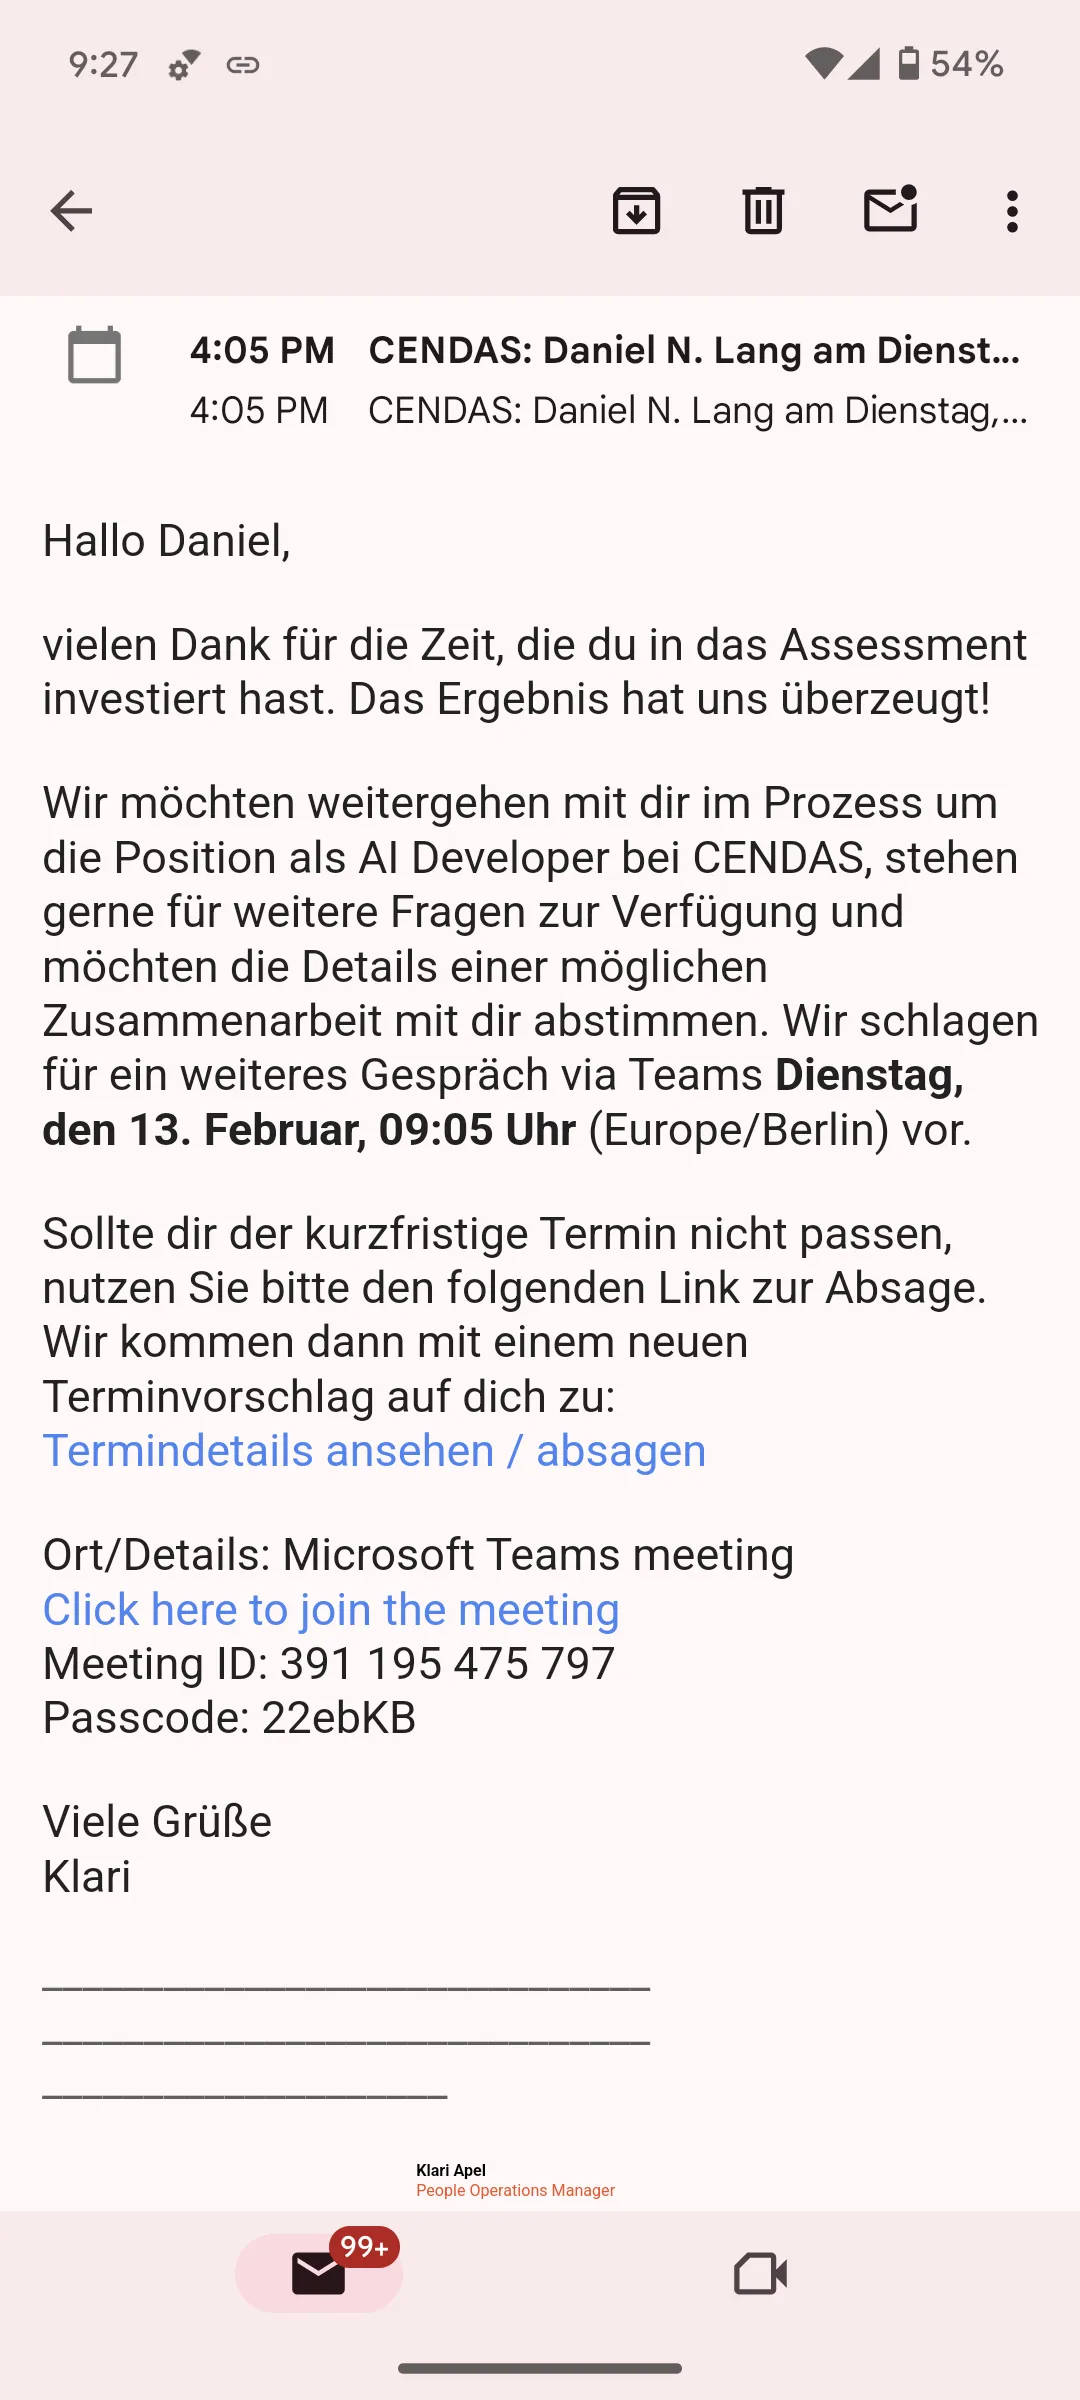 9:27
54%
4:05 PM CENDAS: Daniel N. Lang am Dienst...
4:05 PM CENDAS: Daniel N. Lang am Dienstag,...
Hallo Daniel,
vielen Dank für die Zeit, die du in das Assessment
investiert hast. Das Ergebnis hat uns überzeugt!
Wir möchten weitergehen mit dir im Prozess um
die Position als AI Developer bei CENDAS, stehen
gerne für weitere Fragen zur Verfügung und
möchten die Details einer möglichen
Zusammenarbeit mit dir abstimmen. Wir schlagen
für ein weiteres Gespräch via Teams Dienstag,
den 13. Februar, 09:05 Uhr (Europe/Berlin) vor.
Sollte dir der kurzfristige Termin nicht passen,
nutzen Sie bitte den folgenden Link zur Absage.
Wir kommen dann mit einem neuen
Terminvorschlag auf dich zu:
Termindetails ansehen / absagen
Ort/Details: Microsoft Teams meeting
Click here to join the meeting
Meeting ID: 391 195 475 797
Passcode: 22ebKB
Viele Grüße
Klari
______________________________
______________________________
____________________
Klari Apel
People Operations Manager
99+